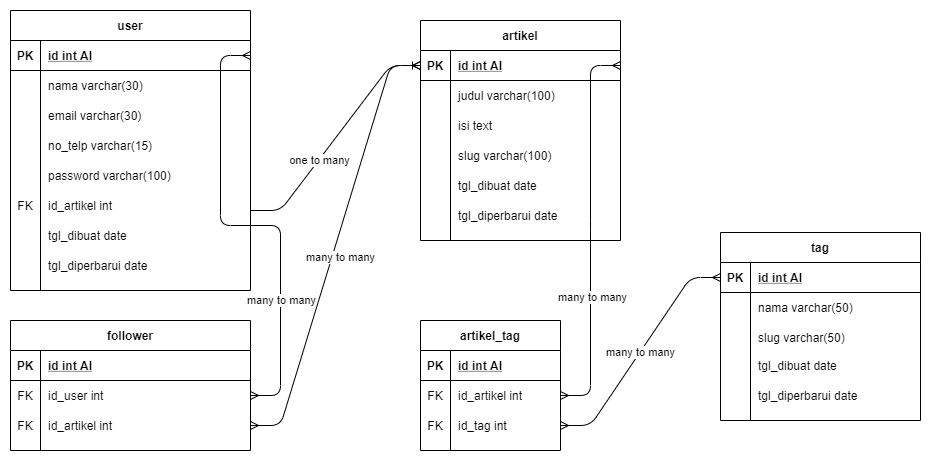 user
PK id int AI
nama varchar(30)
email varchar(30)
no_telp varchar(15)
password varchar(100)
FK id_artikel int
tgl_dibuat date
tgl_diperbarui date
one to many
many to many
many to many
artikel
PK id int AI
judul varchar(100)
isi text
slug varchar(100)
tgl_dibuat date
tgl_diperbarui date
follower
PK id int AI
FK id_user int
FK id_artikel int
artikel_tag
PK id int AI
FK id_artikel int
FK id_tag int
many to many
many to many
tag
PK id int AI
nama varchar(50)
slug varchar(50)
tgl_dibuat date
tgl_diperbarui date